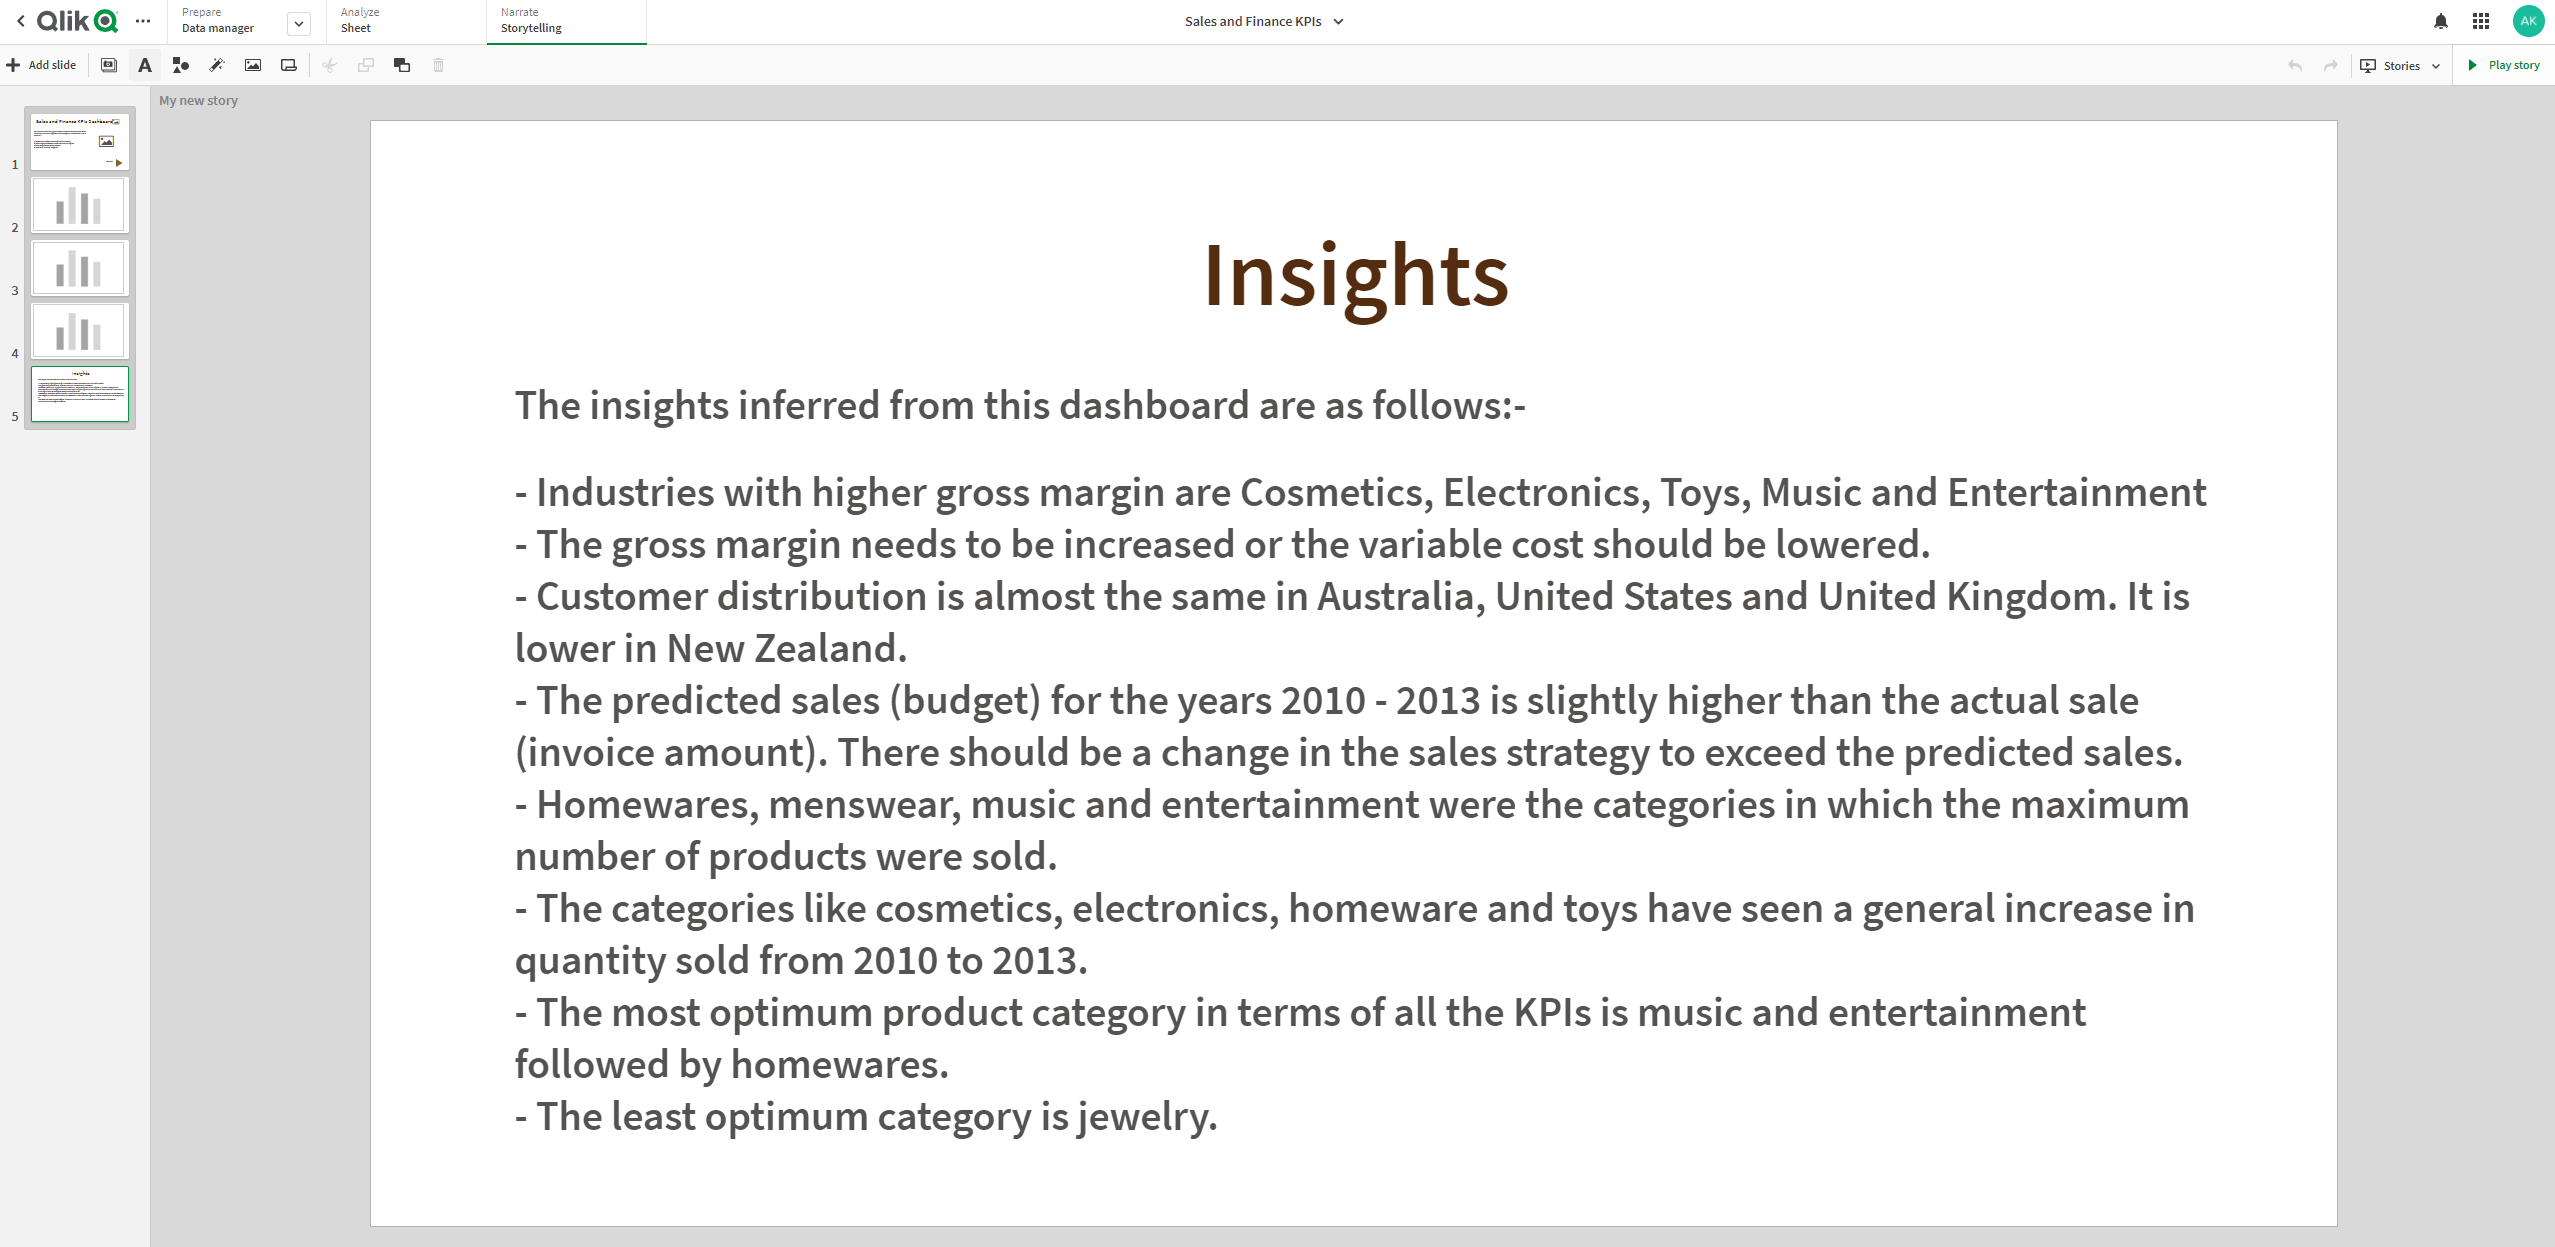 Qlik
Prepare
Data manager
Analyze
Sheet
Narrate
Storytelling
Sales and Finance KPIs
AK
Add slide
A
Stories
Play story
My new story
Sales and Finance KPIs Dashboard
1
2
3
4
Insights
5
Insights
The insights inferred from this dashboard are as follows:-
- Industries with higher gross margin are Cosmetics, Electronics, Toys, Music and Entertainment
- The gross margin needs to be increased or the variable cost should be lowered.
- Customer distribution is almost the same in Australia, United States and United Kingdom. It is
lower in New Zealand.
- The predicted sales (budget) for the years 2010 - 2013 is slightly higher than the actual sale
(invoice amount). There should be a change in the sales strategy to exceed the predicted sales.
- Homewares, menswear, music and entertainment were the categories in which the maximum
number of products were sold.
- The categories like cosmetics, electronics, homeware and toys have seen a general increase in
quantity sold from 2010 to 2013.
- The most optimum product category in terms of all the KPIs is music and entertainment
followed by homewares.
- The least optimum category is jewelry.